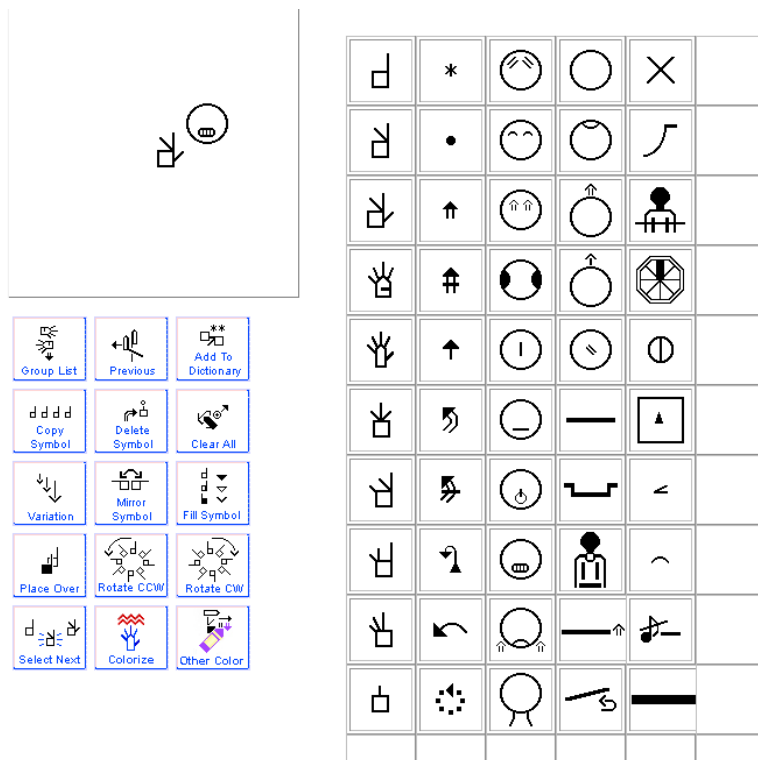 Group List
Previous
Add To
Dictionary
Copy
Symbol
Delete
Symbol
Clear All
Variation
Mirror
Symbol
Fill Symbol
Place Over
Rotate CCW
Rotate CW
Select Next
Colorize
Other Color